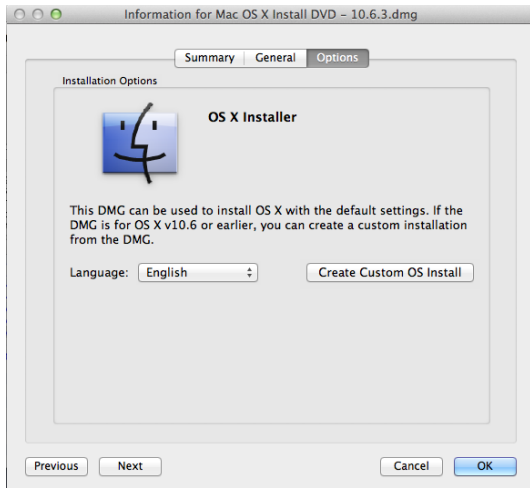 Information for Mac OS X Install DVD – 10.6.3.dmg
Summary General Options
Installation Options
OS X Installer
This DMG can be used to install OS X with the default settings. If the
DMG is for OS X v10.6 or earlier, you can create a custom installation
from the DMG.
Language: English Create Custom OS Install
Previous Next Cancel OK